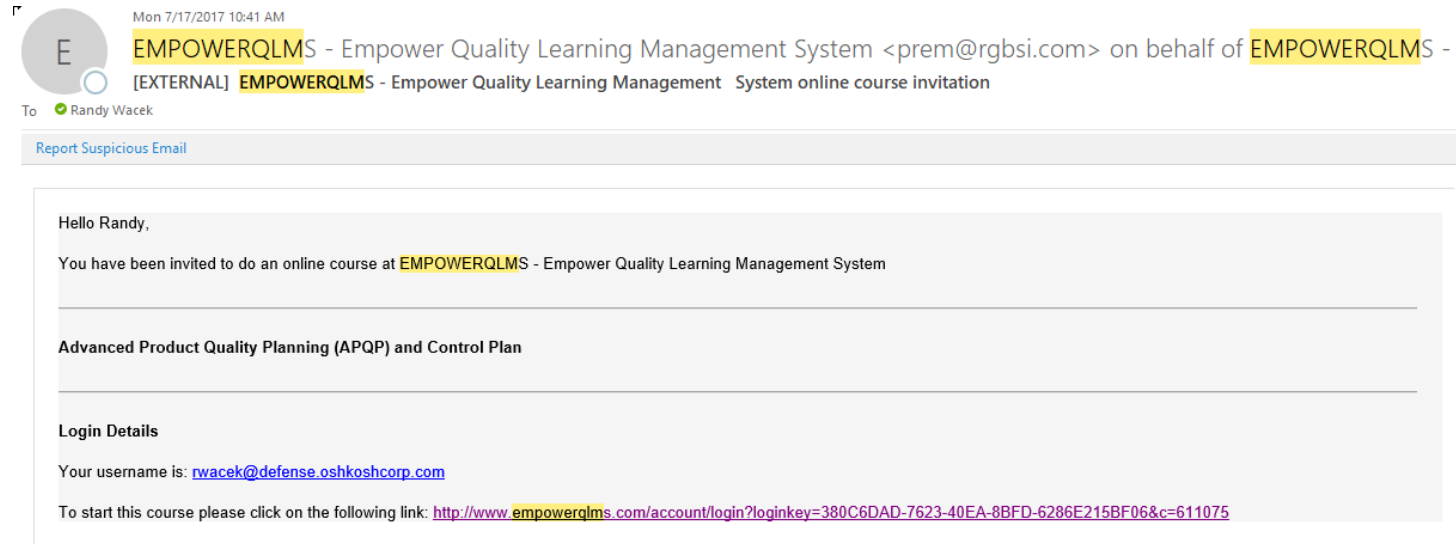 Mon 7/17/2017 10:41 AM
E
EMPOWERQLMS - Empower Quality Learning Management System <prem@rgbsi.com> on behalf of EMPOWERQLMS -
[EXTERNAL] EMPOWERQLMS - Empower Quality Learning Management System online course invitation
To Randy Wacek
Report Suspicious Email
Hello Randy,
You have been invited to do an online course at EMPOWERQLMS - Empower Quality Learning Management System
Advanced Product Quality Planning (APQP) and Control Plan
Login Details
Your username is: rwacek@defense.oshkoshcorp.com
To start this course please click on the following link: http://www.empowerqlms.com/account/login?loginkey=380C6DAD-7623-40EA-8BFD-6286E215BF06&c=611075